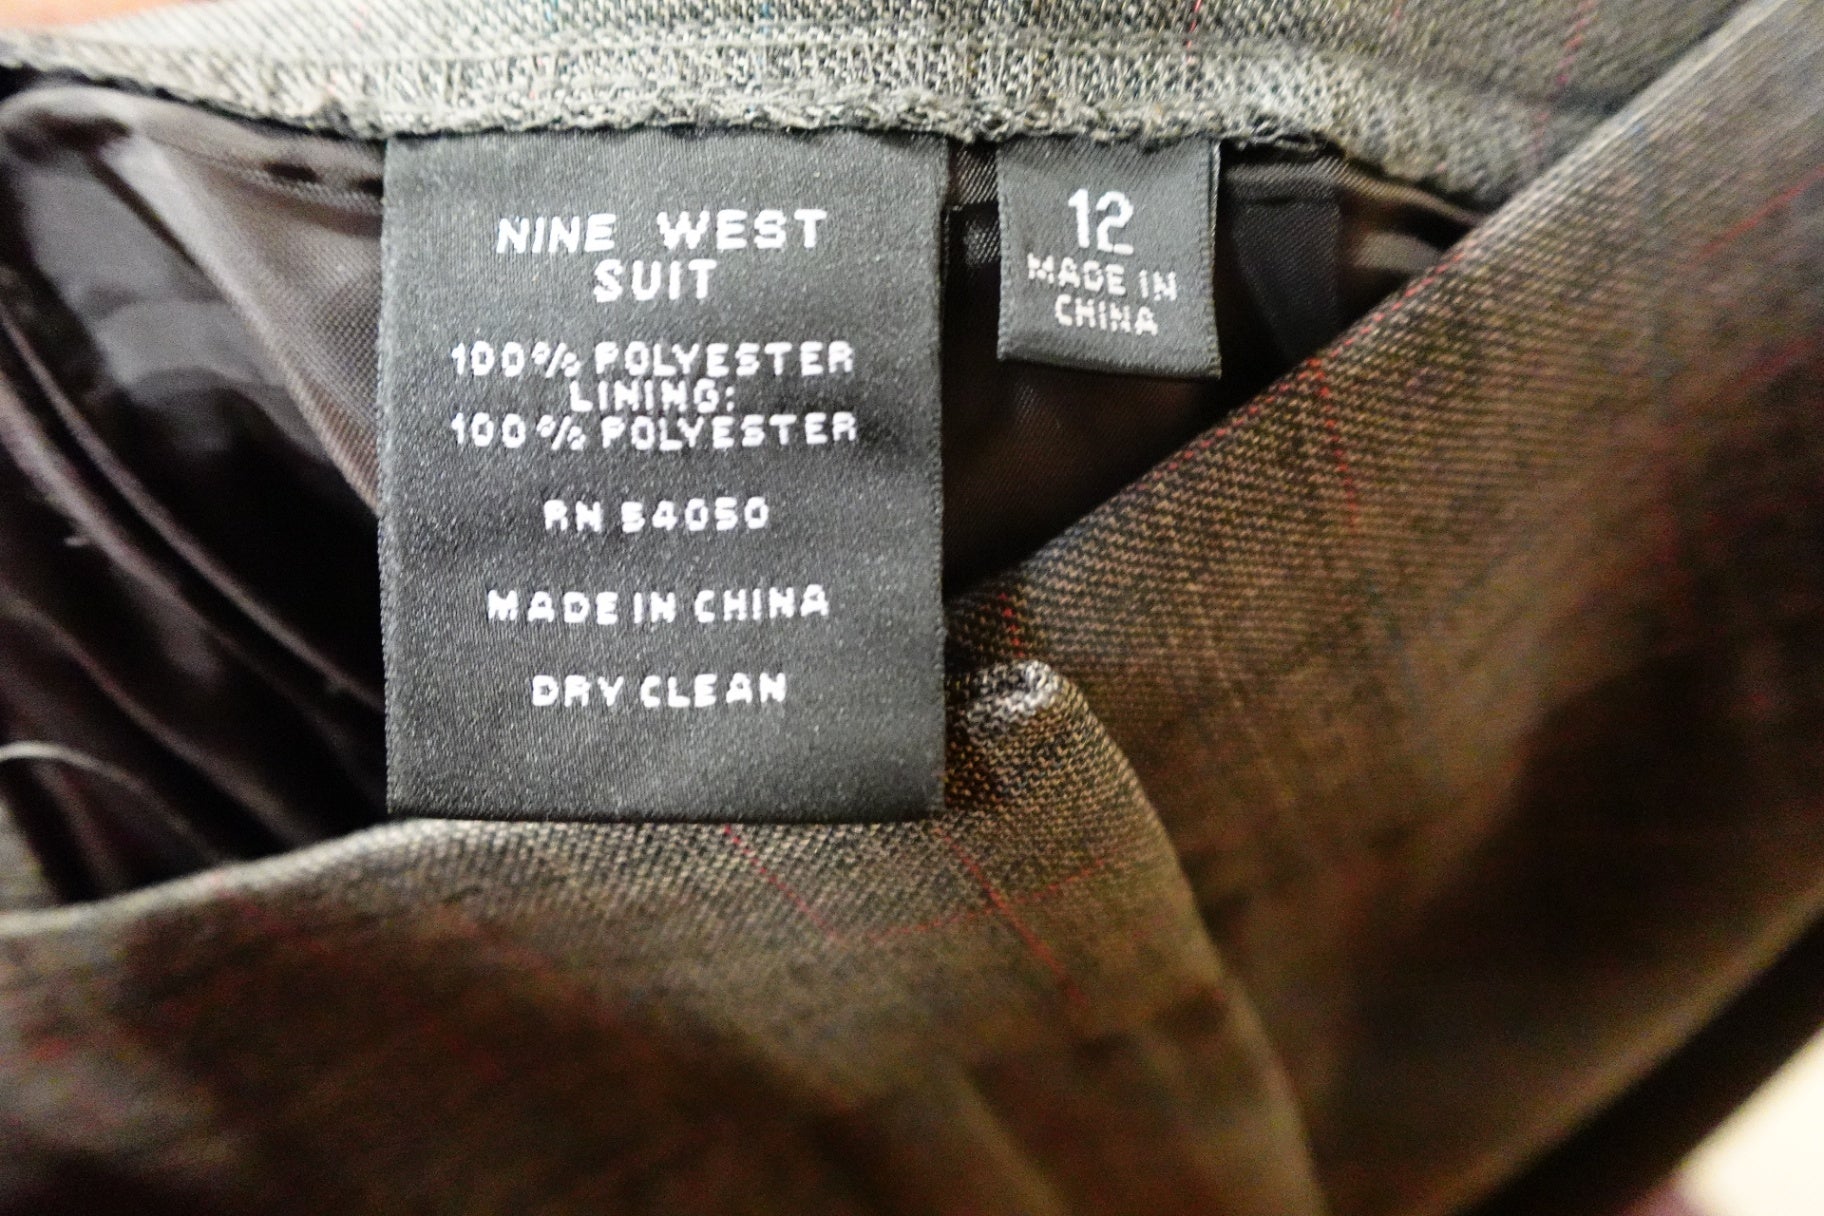 NINE WEST
SUIT
100% POLYESTER
LINING:
100% POLYESTER
RN 54050
MADE IN CHINA
DRY CLEAN
12
MADE IN
CHINA